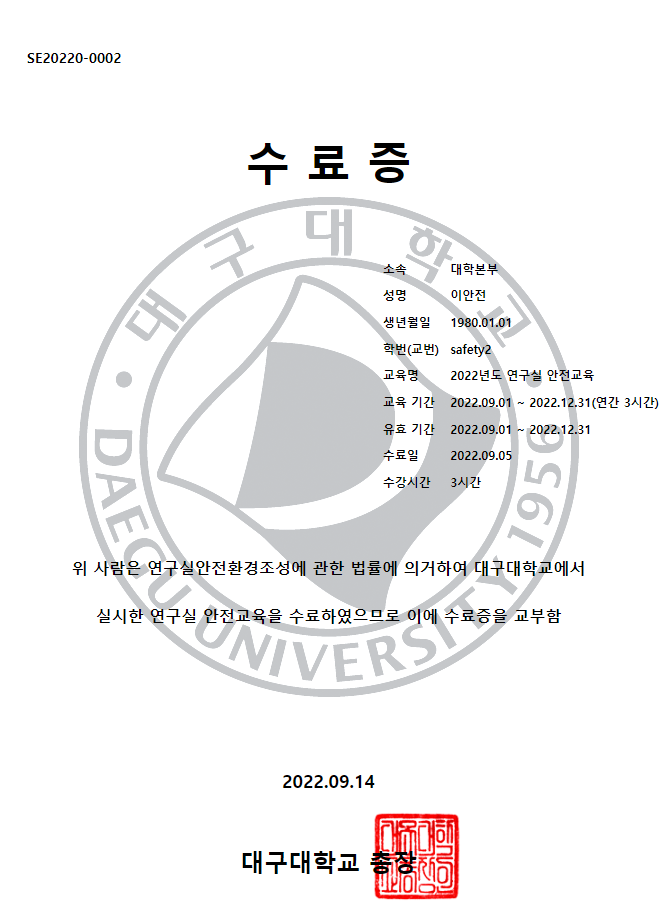 SE20220-0002
수 료 증
대 구 대 학 교
소속 대학본부
성명 이안전
생년월일 1980.01.01
학번(교번) safety2
교육명 2022년도 연구실 안전교육
교육 기간 2022.09.01 ~ 2022.12.31(연간 3시간)
유효 기간 2022.09.01 ~ 2022.12.31
수료일 2022.09.05
수강시간 3시간
DAEGU UNIVERSITY 1956
위 사람은 연구실안전환경조성에 관한 법률에 의거하여 대구대학교에서
실시한 연구실 안전교육을 수료하였으므로 이에 수료증을 교부함
2022.09.14
대구대학교 총장